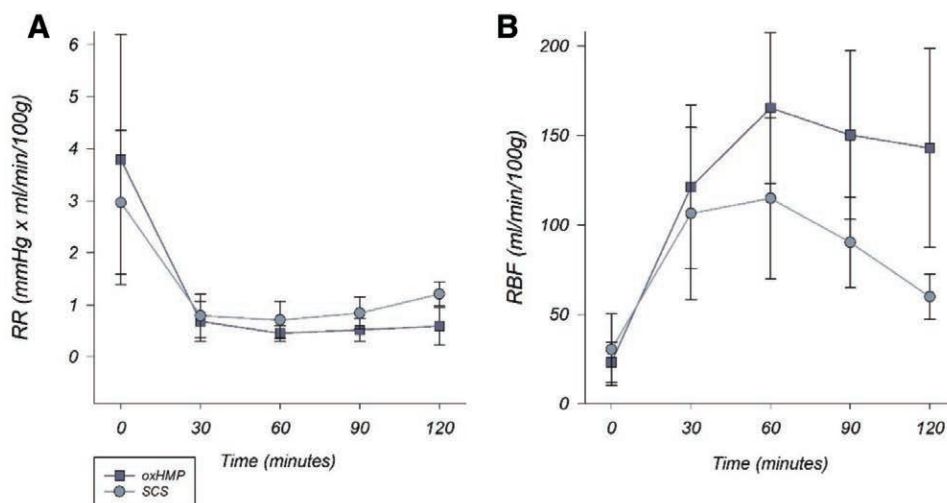 A
RR (mmHg x ml/min/100g)
6
5
4
3
2
1
0
0 30 60 90 120
Time (minutes)
oxHMP
SCS
B
RBF (ml/min/100g)
200
150
100
50
0
0 30 60 90 120
Time (minutes)